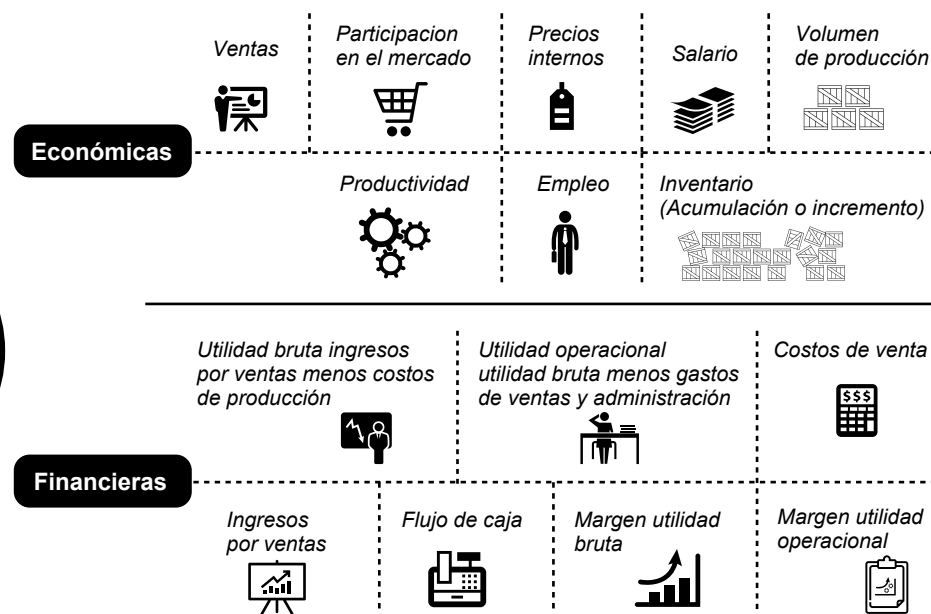 Ventas
Participacion
en el mercado
Precios
internos
Salario
Volumen
de producción
Económicas
Productividad
Empleo
Inventario
(Acumulación o incremento)
Utilidad bruta ingresos
por ventas menos costos
de producción
Utilidad operacional
utilidad bruta menos gastos
de ventas y administración
Costos de venta
$$$
Financieras
Ingresos
por ventas
Flujo de caja
Margen utilidad
bruta
Margen utilidad
operacional